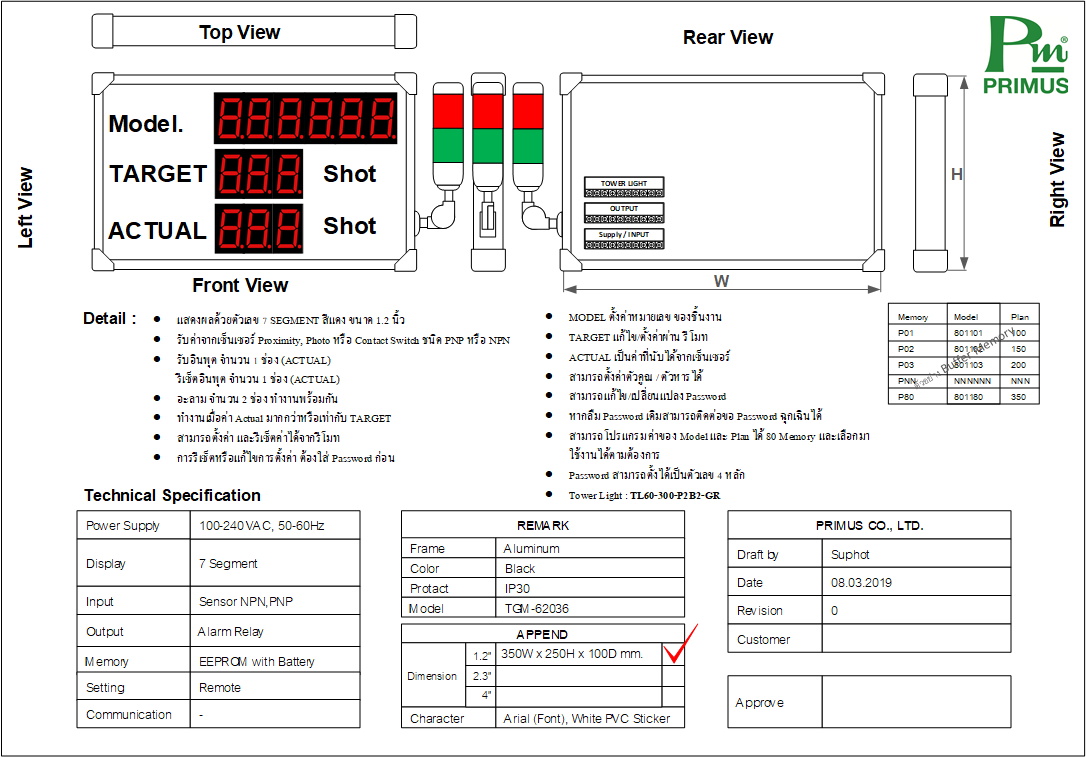 Top View
Rear View
Pm®
PRIMUS
Model.
8.8.8.8.8.8.
TARGET 8.8.8. Shot
ACTUAL 8.8.8. Shot
TOWER LIGHT
OUTPUT
Supply / INPUT
Left View
Right View
H
W
Front View
Detail :
• แสดงผลด้วยตัวเลข 7 SEGMENT สีแดง ขนาด 1.2 นิ้ว
• รับค่าจากเซ็นเซอร์ Proximity, Photo หรือ Contact Switch ชนิด PNP หรือ NPN
• รับอินพุต จำนวน 1 ช่อง (ACTUAL)
รีเซ็ตอินพุต จำนวน 1 ช่อง (ACTUAL)
• อะลาม จำนวน 2 ช่อง ทำงานพร้อมกัน
• ทำงานเมื่อค่า Actual มากกว่าหรือเท่ากับ TARGET
• สามารถตั้งค่า และรีเซ็ตค่าได้จากรีโมท
• การรีเซ็ตหรือแก้ไขการตั้งค่า ต้องใส่ Password ก่อน
• MODEL ตั้งค่าหมายเลข ของชิ้นงาน
• TARGET แก้ไข/ตั้งค่าผ่าน รีโมท
• ACTUAL เป็นค่าที่นับได้จากเซ็นเซอร์
• สามารถตั้งค่าตัวคูณ / ตัวหาร ได้
• สามารถแก้ไข/เปลี่ยนแปลง Password
• หากลืม Password เดิมสามารถติดต่อขอ Password ฉุกเฉินได้
• สามารถโปรแกรมค่าของ Model และ Plan ได้ 80 Memory และเลือกมา
ใช้งานได้ตามต้องการ
• Password สามารถตั้งได้เป็นตัวเลข 4 หลัก
• Tower Light : TL60-300-P2B2-GR
Memory Model Plan
P01 801101 100
P02 801102 150
P03 801103 200
PNN NNNNNN NNN
P80 801180 350
ตัวอย่าง Buffer Memory
Technical Specification
Power Supply 100-240 VAC, 50-60Hz
Display 7 Segment
Input Sensor NPN,PNP
Output Alarm Relay
Memory EEPROM with Battery
Setting Remote
Communication -
REMARK
Frame Aluminum
Color Black
Protact IP30
Model TGM-62036
APPEND
Dimension
1.2" 350W x 250H x 100D mm.
2.3"
4"
Character Arial (Font), White PVC Sticker
PRIMUS CO., LTD.
Draft by Suphot
Date 08.03.2019
Revision 0
Customer
Approve